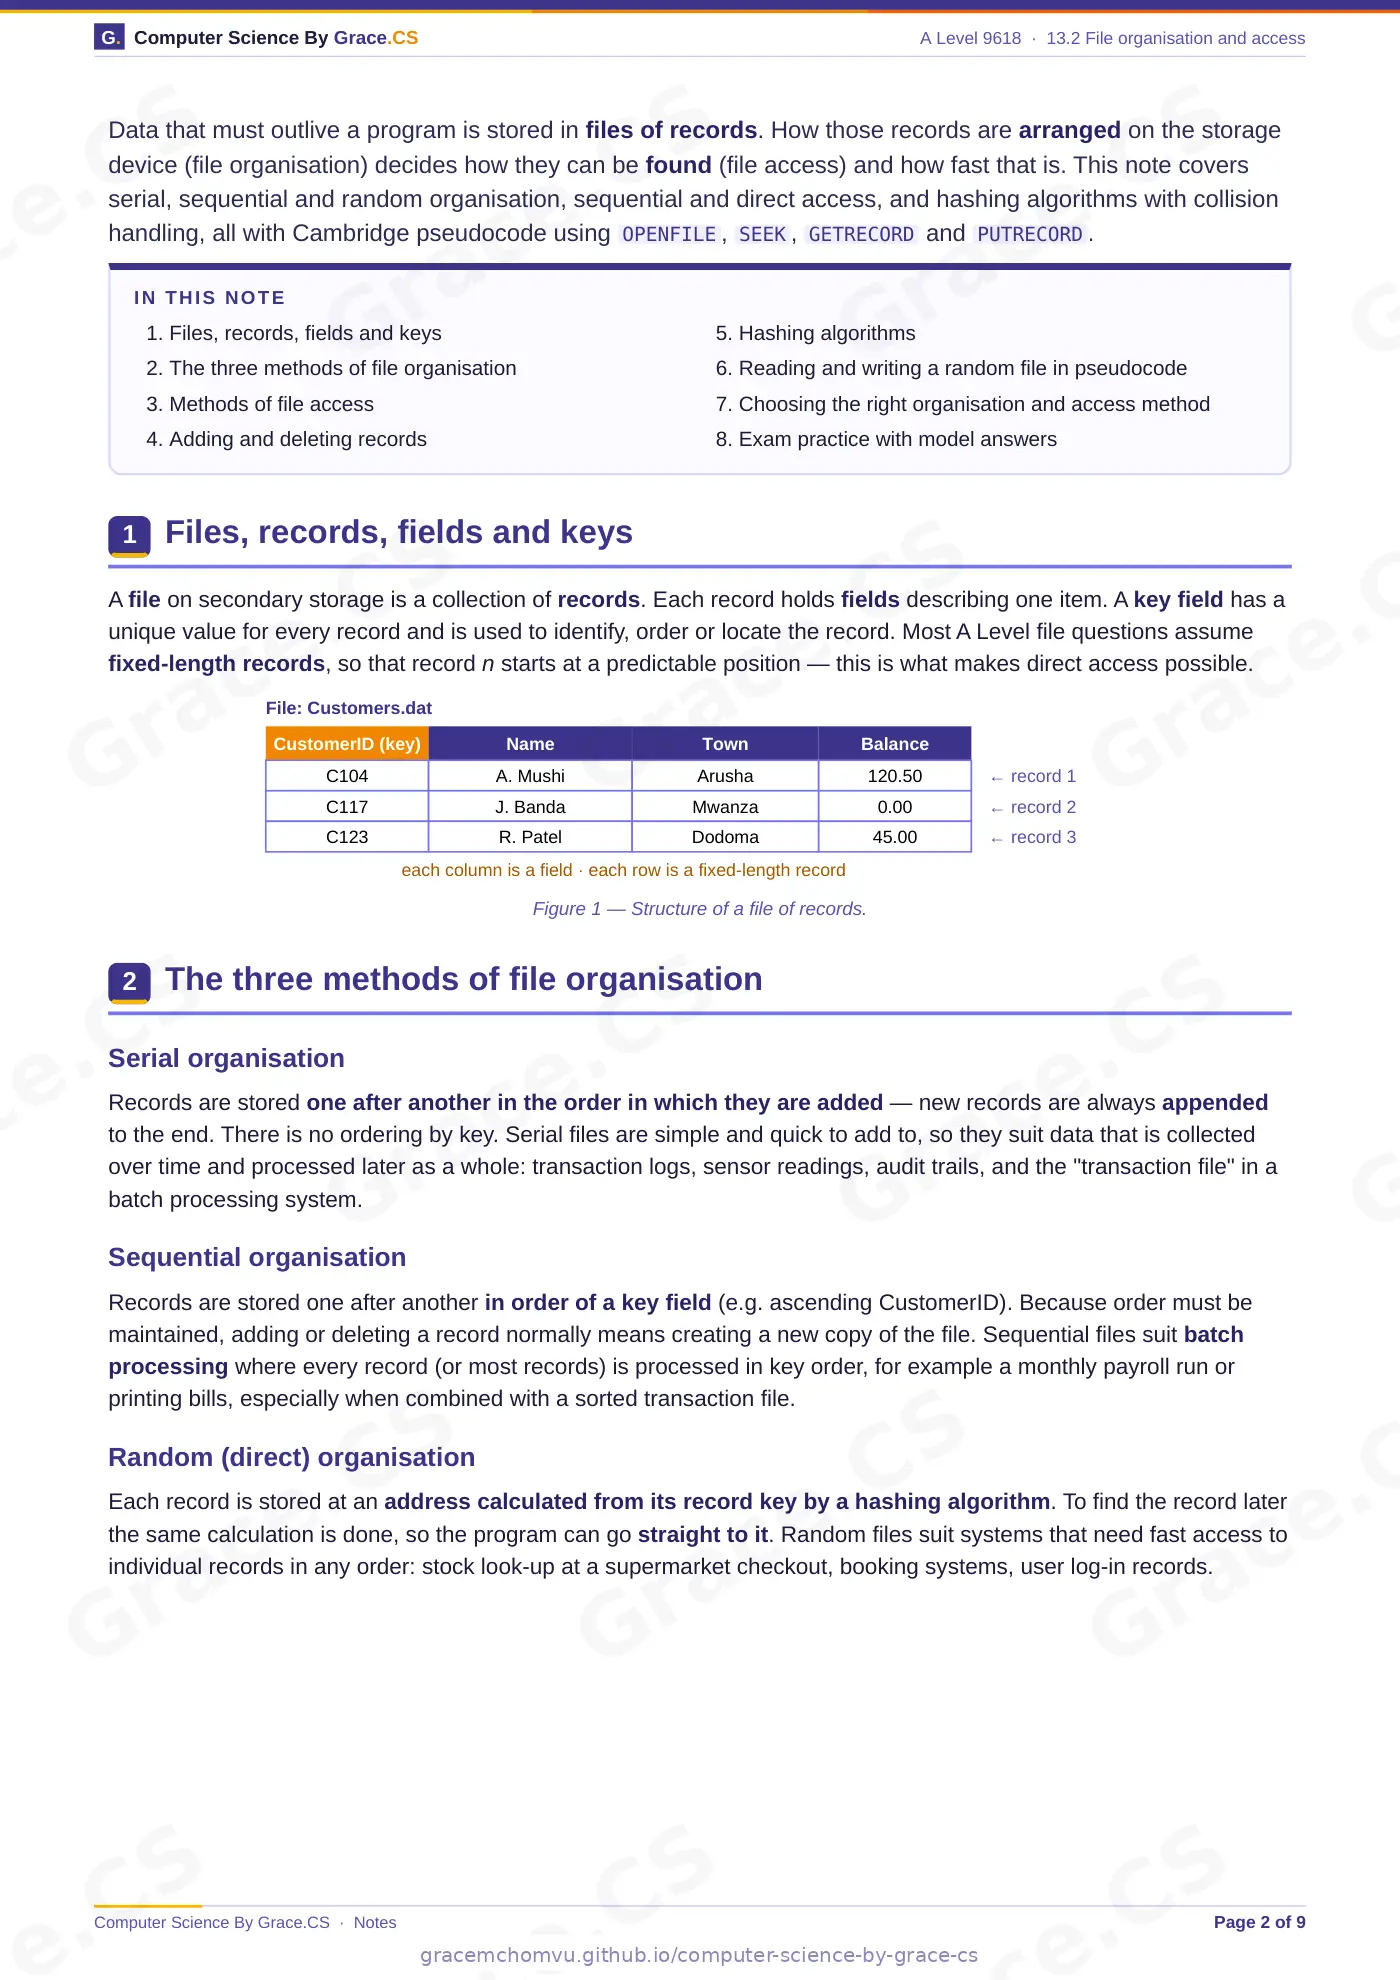 G. Computer Science By Grace.CS
A Level 9618 · 13.2 File organisation and access
Data that must outlive a program is stored in files of records. How those records are arranged on the storage
device (file organisation) decides how they can be found (file access) and how fast that is. This note covers
serial, sequential and random organisation, sequential and direct access, and hashing algorithms with collision
handling, all with Cambridge pseudocode using OPENFILE, SEEK, GETRECORD and PUTRECORD.
IN THIS NOTE
1. Files, records, fields and keys
2. The three methods of file organisation
3. Methods of file access
4. Adding and deleting records
5. Hashing algorithms
6. Reading and writing a random file in pseudocode
7. Choosing the right organisation and access method
8. Exam practice with model answers
1 Files, records, fields and keys
A file on secondary storage is a collection of records. Each record holds fields describing one item. A key field has a
unique value for every record and is used to identify, order or locate the record. Most A Level file questions assume
fixed-length records, so that record n starts at a predictable position — this is what makes direct access possible.
File: Customers.dat
CustomerID (key) Name Town Balance
C104 A. Mushi Arusha 120.50 ← record 1
C117 J. Banda Mwanza 0.00 ← record 2
C123 R. Patel Dodoma 45.00 ← record 3
each column is a field · each row is a fixed-length record
Figure 1 — Structure of a file of records.
2 The three methods of file organisation
Serial organisation
Records are stored one after another in the order in which they are added — new records are always appended
to the end. There is no ordering by key. Serial files are simple and quick to add to, so they suit data that is collected
over time and processed later as a whole: transaction logs, sensor readings, audit trails, and the "transaction file" in a
batch processing system.
Sequential organisation
Records are stored one after another in order of a key field (e.g. ascending CustomerID). Because order must be
maintained, adding or deleting a record normally means creating a new copy of the file. Sequential files suit batch
processing where every record (or most records) is processed in key order, for example a monthly payroll run or
printing bills, especially when combined with a sorted transaction file.
Random (direct) organisation
Each record is stored at an address calculated from its record key by a hashing algorithm. To find the record later
the same calculation is done, so the program can go straight to it. Random files suit systems that need fast access to
individual records in any order: stock look-up at a supermarket checkout, booking systems, user log-in records.
Computer Science By Grace.CS · Notes
Page 2 of 9
gracemchomvu.github.io/computer-science-by-grace-cs